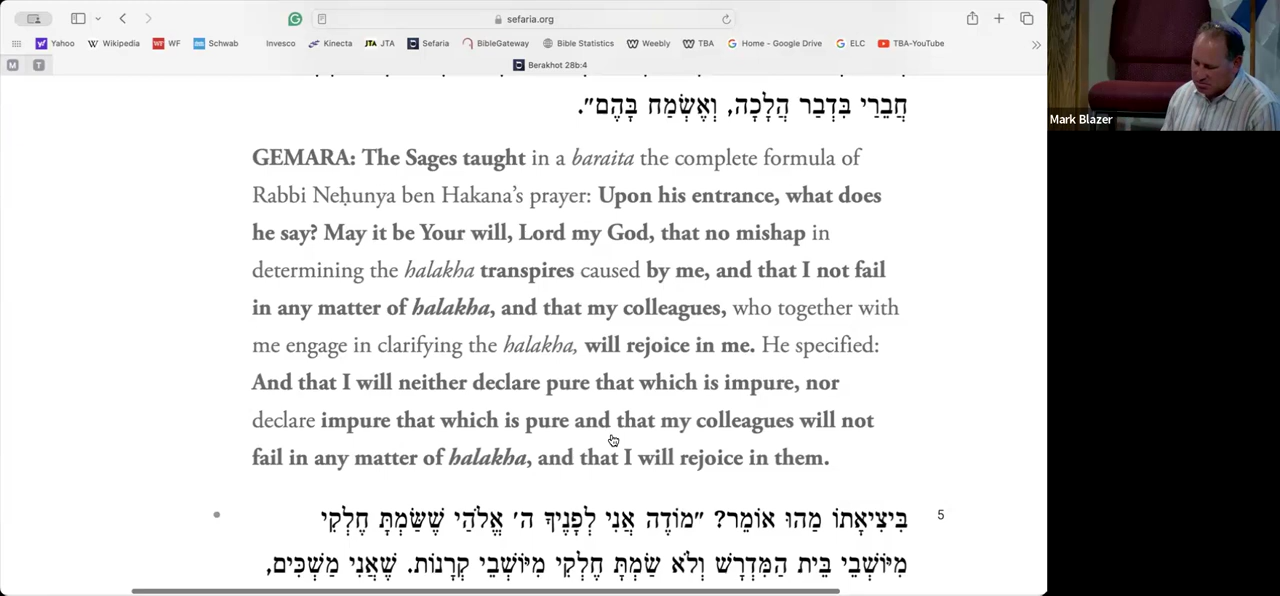 sefaria.org
Yahoo
W Wikipedia
WF WF
Schwab
Invesco
Kinecta
JTA JTA
Sefaria
BibleGateway
Bible Statistics
Weebly
TBA
Home - Google Drive
ELC
TBA-YouTube
M
T
Berakhot 28b:4
Mark Blazer
חֲבֵרַי בִּדְבַר הֲלָכָה, וְאֶשְׂמַח בָּהֶם״.
GEMARA: The Sages taught in a baraita the complete formula of
Rabbi Neḥunya ben Hakana’s prayer: Upon his entrance, what does
he say? May it be Your will, Lord my God, that no mishap in
determining the halakha transpires caused by me, and that I not fail
in any matter of halakha, and that my colleagues, who together with
me engage in clarifying the halakha, will rejoice in me. He specified:
And that I will neither declare pure that which is impure, nor
declare impure that which is pure and that my colleagues will not
fail in any matter of halakha, and that I will rejoice in them.
5
בִּיצִיאָתוֹ מַהוּ אוֹמֵר? ״מוֹדֶה אֲנִי לְפָנֶיךָ ה׳ אֱלֹהַי שֶׁשַּׂמְתָּ חֶלְקִי
מִיּוֹשְׁבֵי בֵּית הַמִּדְרָשׁ וְלֹא שַׂמְתָּ חֶלְקִי מִיּוֹשְׁבֵי קְרָנוֹת. שֶׁאֲנִי מַשְׁכִּים,